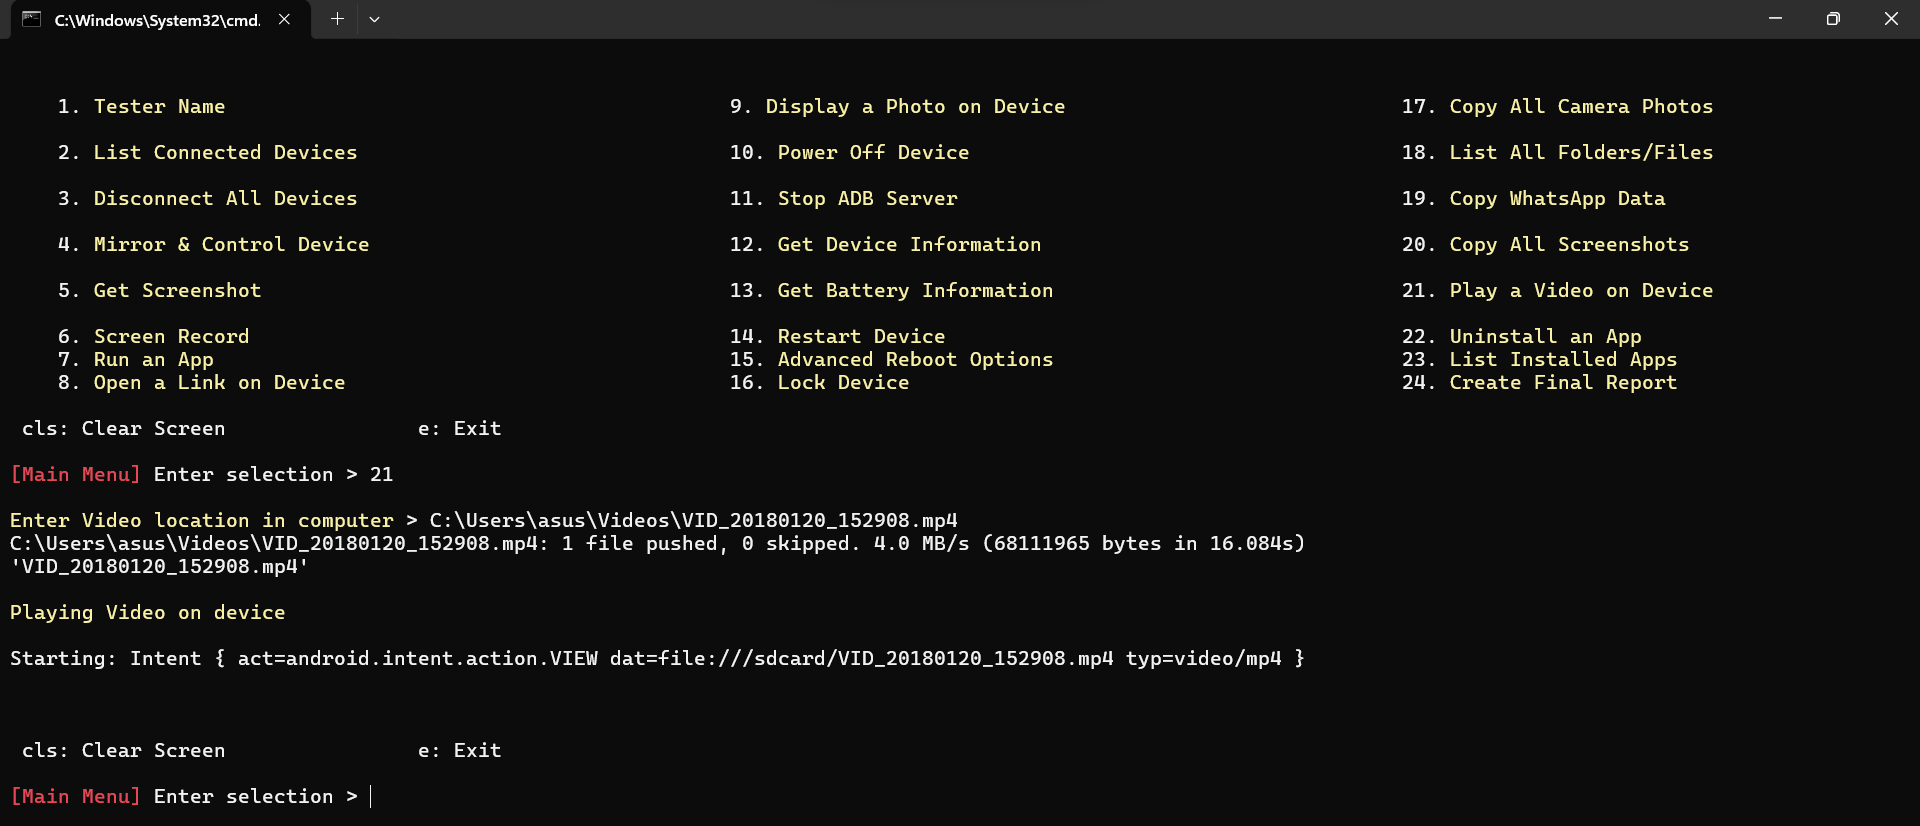 C:\Windows\System32\cmd.
1. Tester Name 9. Display a Photo on Device 17. Copy All Camera Photos
2. List Connected Devices 10. Power Off Device 18. List All Folders/Files
3. Disconnect All Devices 11. Stop ADB Server 19. Copy WhatsApp Data
4. Mirror & Control Device 12. Get Device Information 20. Copy All Screenshots
5. Get Screenshot 13. Get Battery Information 21. Play a Video on Device
6. Screen Record 14. Restart Device 22. Uninstall an App
7. Run an App 15. Advanced Reboot Options 23. List Installed Apps
8. Open a Link on Device 16. Lock Device 24. Create Final Report
cls: Clear Screen e: Exit
[Main Menu] Enter selection > 21
Enter Video location in computer > C:\Users\asus\Videos\VID_20180120_152908.mp4
C:\Users\asus\Videos\VID_20180120_152908.mp4: 1 file pushed, 0 skipped. 4.0 MB/s (68111965 bytes in 16.084s)
'VID_20180120_152908.mp4'
Playing Video on device
Starting: Intent { act=android.intent.action.VIEW dat=file:///sdcard/VID_20180120_152908.mp4 typ=video/mp4 }
cls: Clear Screen e: Exit
[Main Menu] Enter selection >